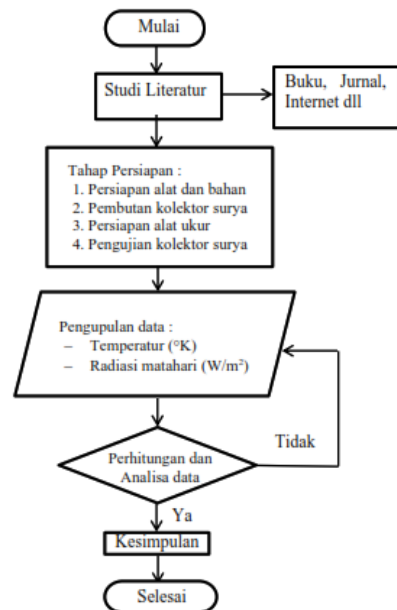 Mulai
Studi Literatur
Buku, Jurnal,
Internet dll
Tahap Persiapan :
1. Persiapan alat dan bahan
2. Pembutan kolektor surya
3. Persiapan alat ukur
4. Pengujian kolektor surya
Pengupulan data :
– Temperatur (°K)
– Radiasi matahari (W/m²)
Tidak
Perhitungan dan
Analisa data
Ya
Kesimpulan
Selesai